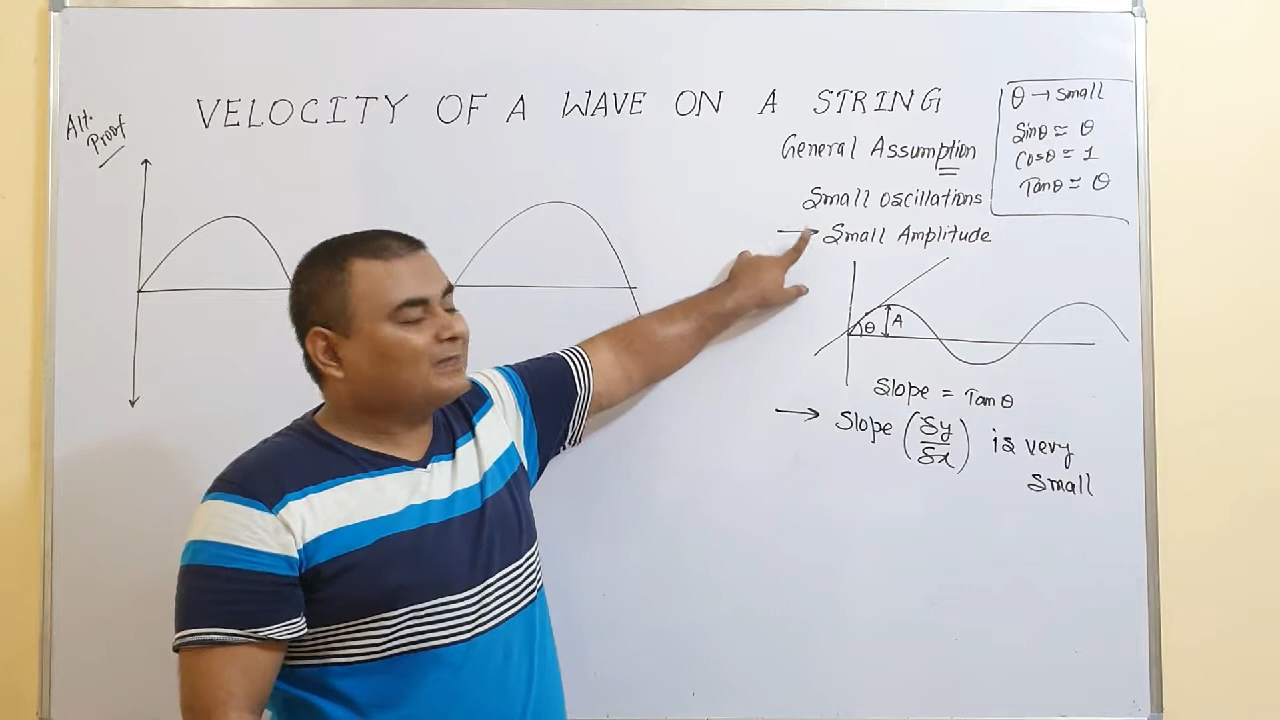 Alt.
Proof
VELOCITY OF A WAVE ON A STRING
General Assumption
Small oscillations
→ Small Amplitude
θ → small
Sinθ ≃ θ
Cosθ ≃ 1
Tanθ ≃ θ
θ
A
Slope = Tanθ
→ Slope (δy/δx) is very
Small